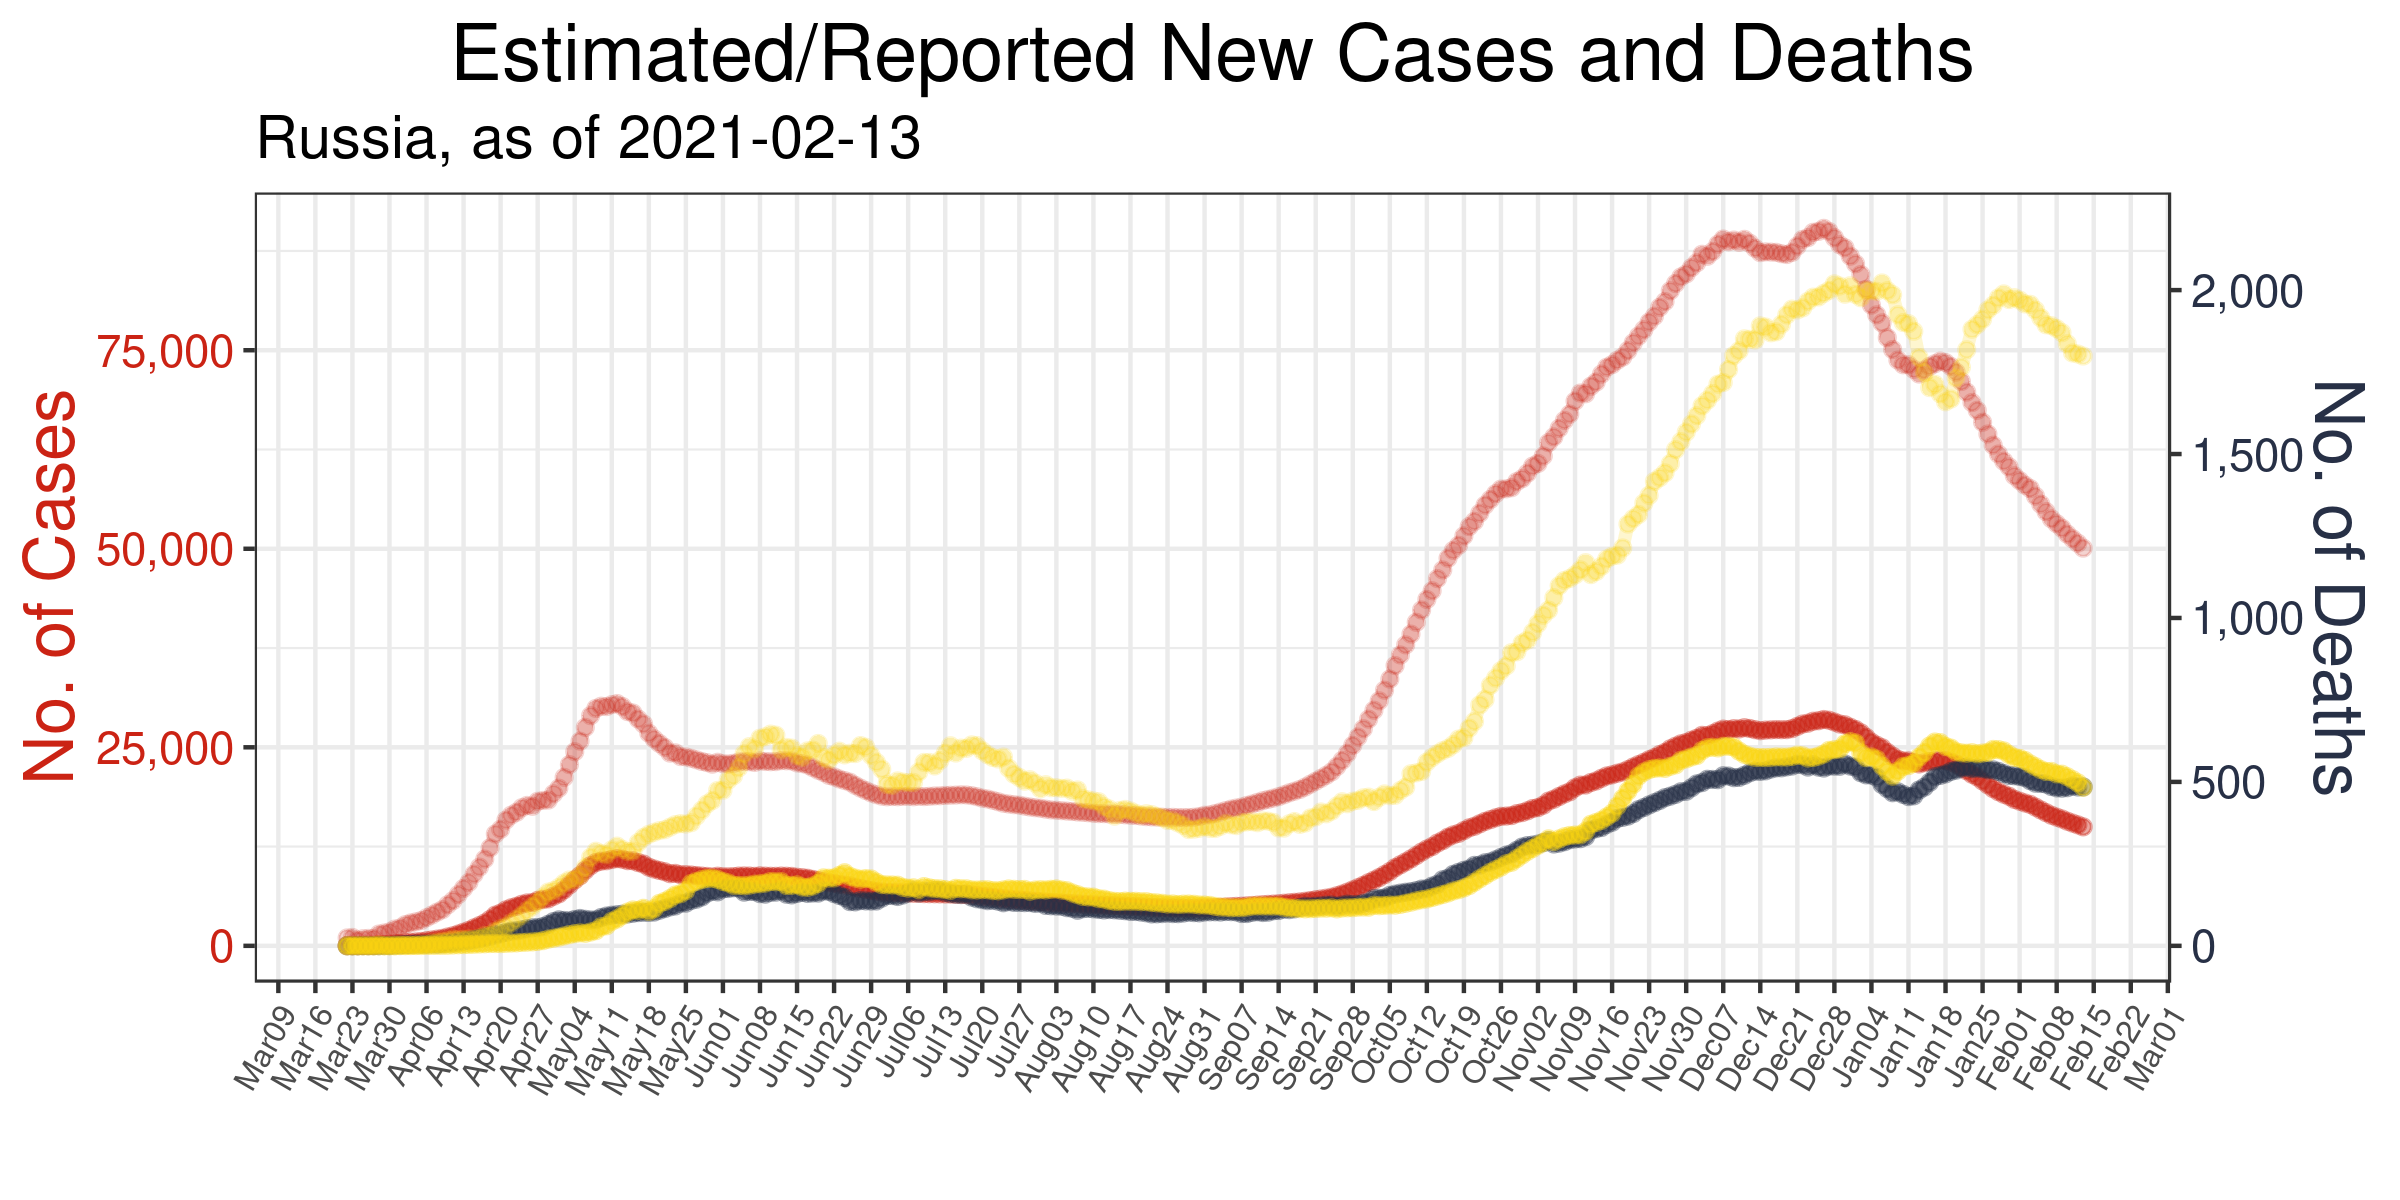 Estimated/Reported New Cases and Deaths
Russia, as of 2021-02-13
No. of Cases
75,000
50,000
25,000
0
No. of Deaths
2,000
1,500
1,000
500
0
Mar09
Mar16
Mar23
Mar30
Apr06
Apr13
Apr20
Apr27
May04
May11
May18
May25
Jun01
Jun08
Jun15
Jun22
Jun29
Jul06
Jul13
Jul20
Jul27
Aug03
Aug10
Aug17
Aug24
Aug31
Sep07
Sep14
Sep21
Sep28
Oct05
Oct12
Oct19
Oct26
Nov02
Nov09
Nov16
Nov23
Nov30
Dec07
Dec14
Dec21
Dec28
Jan04
Jan11
Jan18
Jan25
Feb01
Feb08
Feb15
Feb22
Mar01